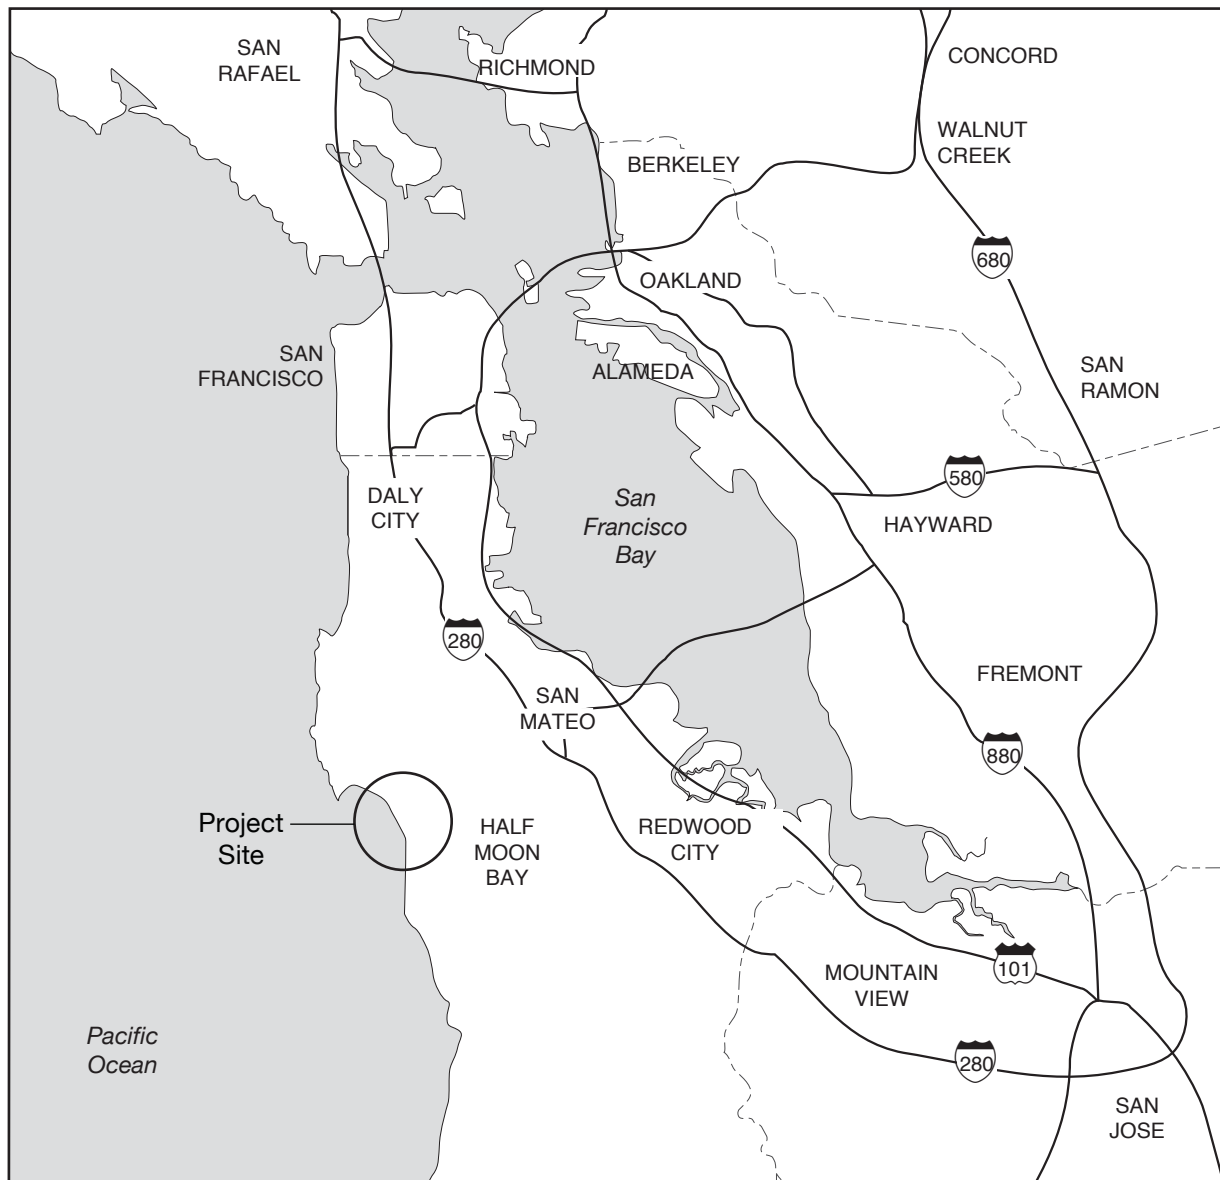 SAN
RAFAEL
RICHMOND
CONCORD
WALNUT
CREEK
BERKELEY
680
OAKLAND
SAN
FRANCISCO
ALAMEDA
SAN
RAMON
580
DALY
CITY
San
Francisco
Bay
HAYWARD
280
FREMONT
SAN
MATEO
880
Project
Site
HALF
MOON
BAY
REDWOOD
CITY
101
MOUNTAIN
VIEW
Pacific
Ocean
280
SAN
JOSE